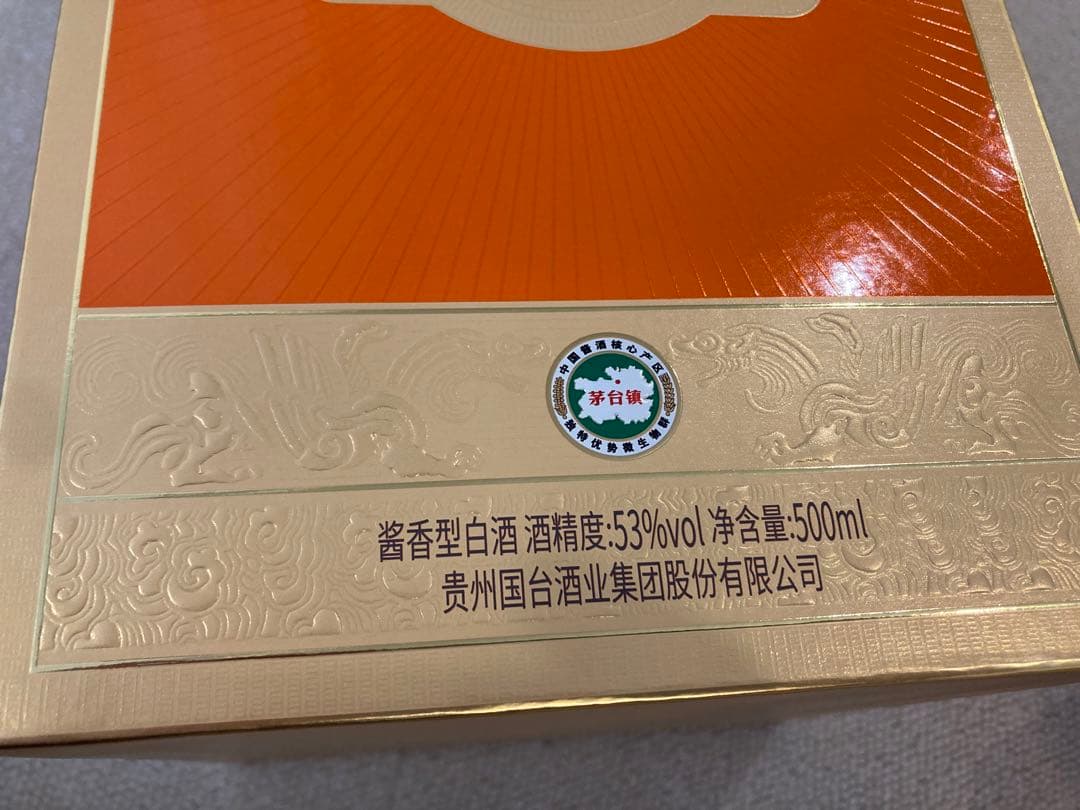 中国酱酒核心产区
茅台镇
独特优势微生物群
酱香型白酒 酒精度:53%vol 净含量:500ml
贵州国台酒业集团股份有限公司